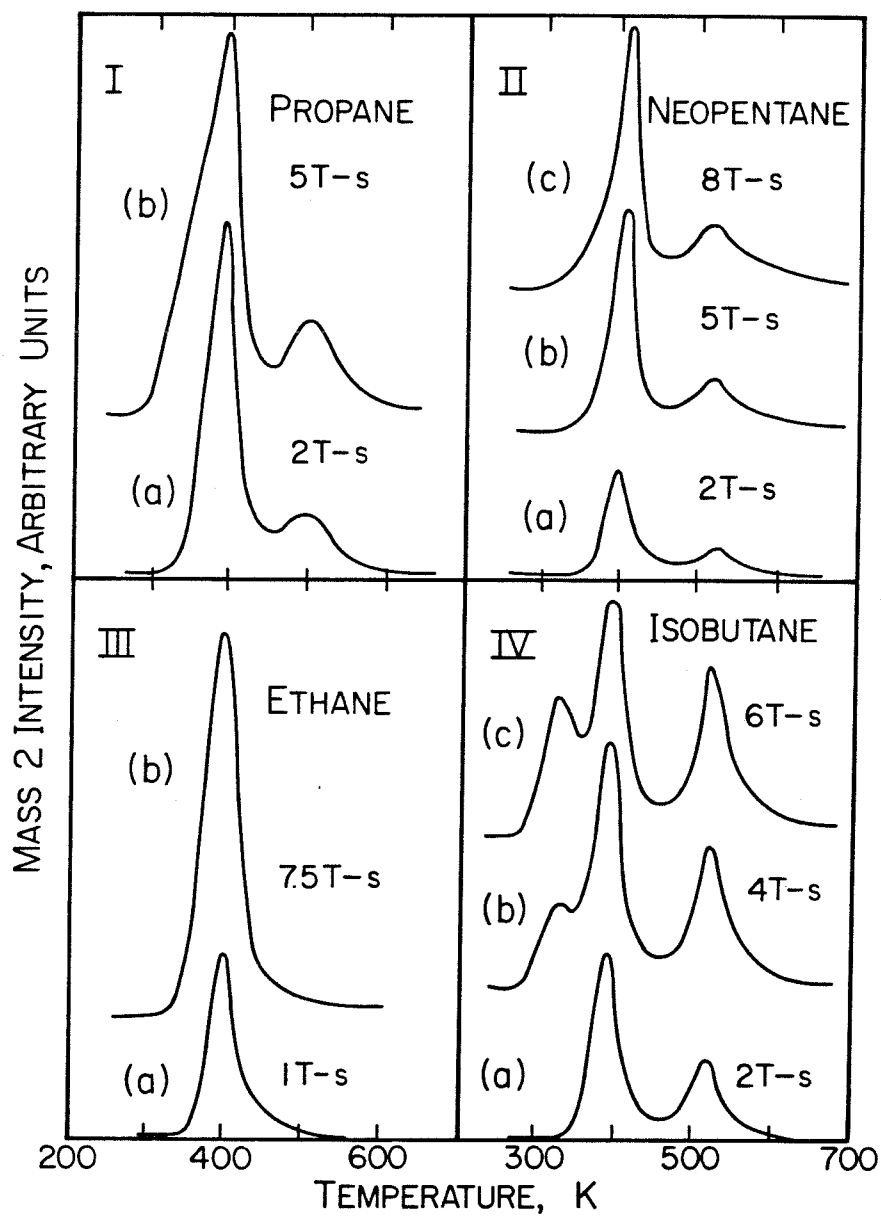 I
PROPANE
5T-s
(b)
2T-s
(a)
II
NEOPENTANE
(c)
8T-s
5T-s
(b)
2T-s
(a)
III
ETHANE
(b)
7.5T-s
(a)
1T-s
IV
ISOBUTANE
(c)
6T-s
(b)
4T-s
(a)
2T-s
200
400
600
300
500
700
TEMPERATURE, K
MASS 2 INTENSITY, ARBITRARY UNITS